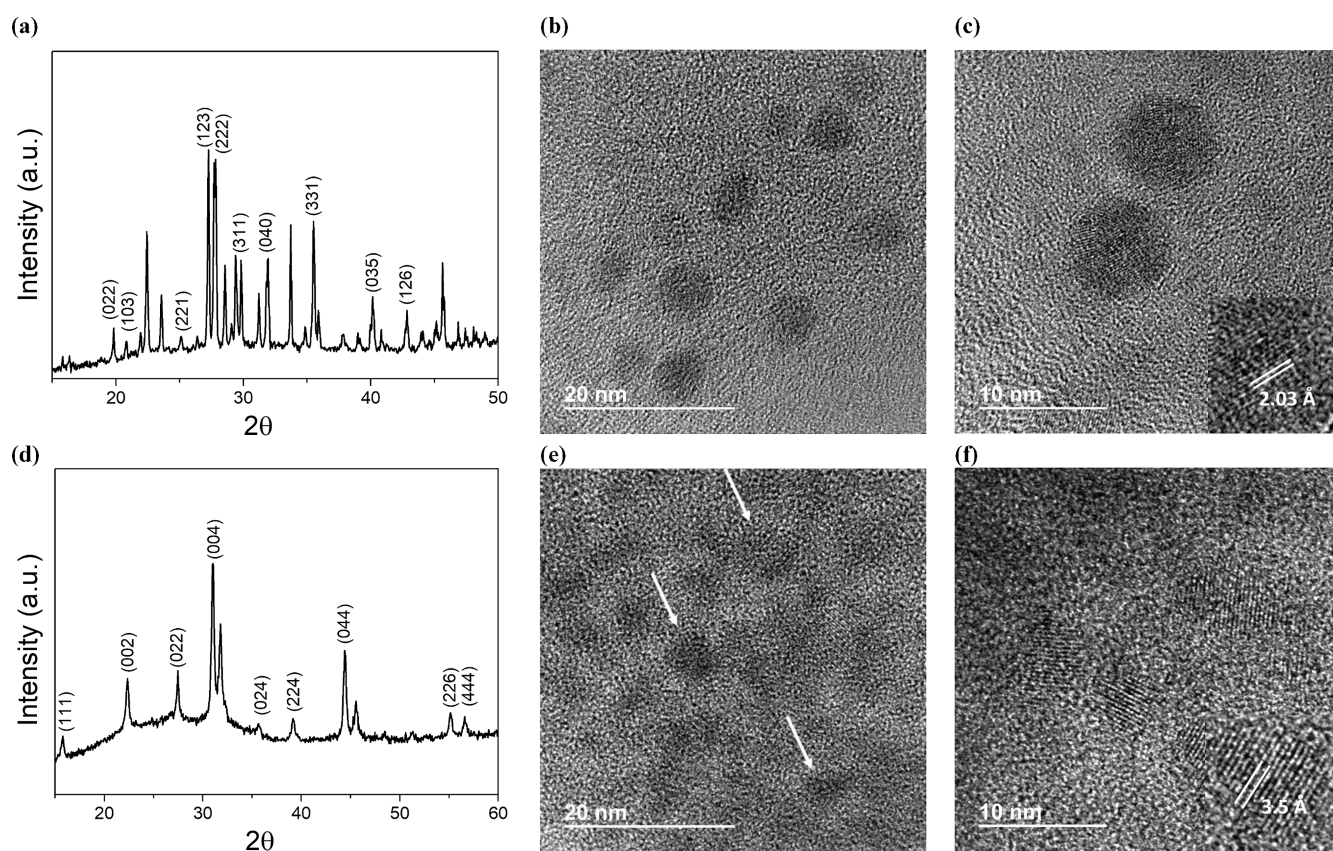 (a)
Intensity (a.u.)
(022)
(103)
(221)
(123)
(222)
(311)
(040)
(331)
(035)
(126)
20
30
40
50
2θ
(b)
20 nm
(c)
10 nm
2.03 Å
(d)
Intensity (a.u.)
(111)
(002)
(022)
(004)
(024)
(224)
(044)
(226)
(444)
20
30
40
50
60
2θ
(e)
20 nm
(f)
10 nm
3.5 Å